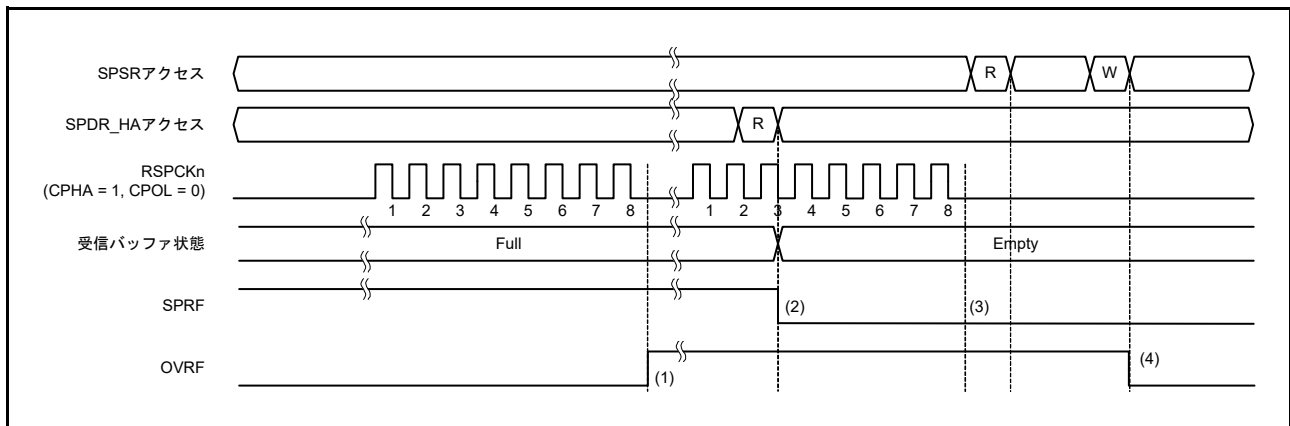 SPSRアクセス
R
W
SPDR_HAアクセス
R
RSPCKn
(CPHA = 1, CPOL = 0)
1 2 3 4 5 6 7 8 1 2 3 4 5 6 7 8
受信バッファ状態
Full
Empty
SPRF
(2)
(3)
OVRF
(1)
(4)